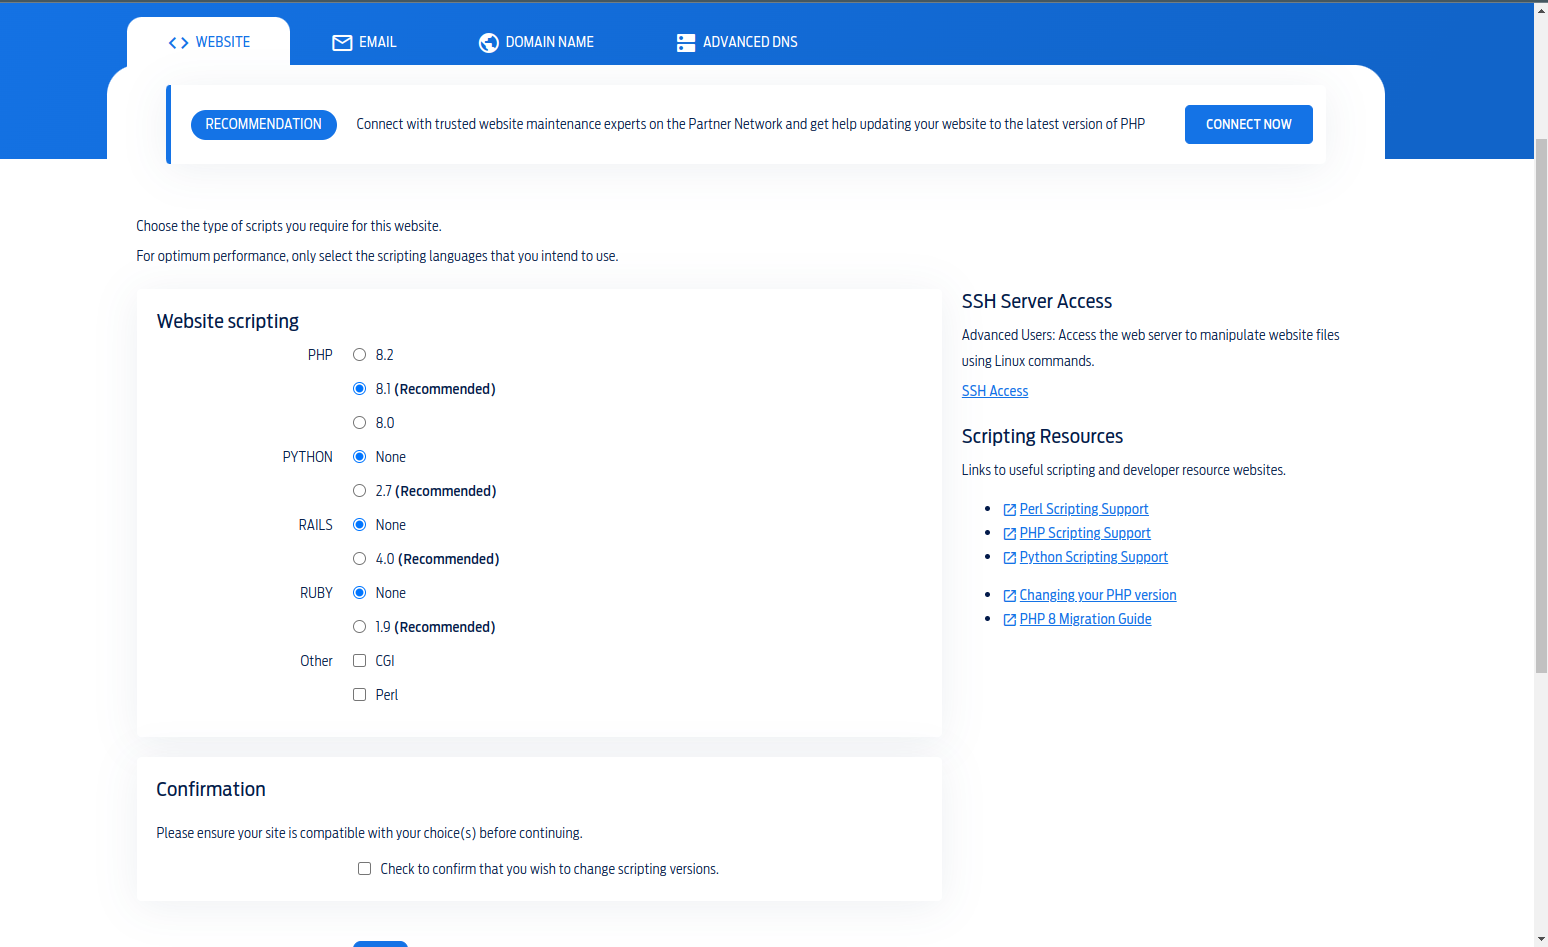 WEBSITE
EMAIL
DOMAIN NAME
ADVANCED DNS
RECOMMENDATION
Connect with trusted website maintenance experts on the Partner Network and get help updating your website to the latest version of PHP
CONNECT NOW
Choose the type of scripts you require for this website.
For optimum performance, only select the scripting languages that you intend to use.
Website scripting
PHP
8.2
8.1 (Recommended)
8.0
PYTHON
None
2.7 (Recommended)
RAILS
None
4.0 (Recommended)
RUBY
None
1.9 (Recommended)
Other
CGI
Perl
Confirmation
Please ensure your site is compatible with your choice(s) before continuing.
Check to confirm that you wish to change scripting versions.
SSH Server Access
Advanced Users: Access the web server to manipulate website files
using Linux commands.
SSH Access
Scripting Resources
Links to useful scripting and developer resource websites.
Perl Scripting Support
PHP Scripting Support
Python Scripting Support
Changing your PHP version
PHP 8 Migration Guide